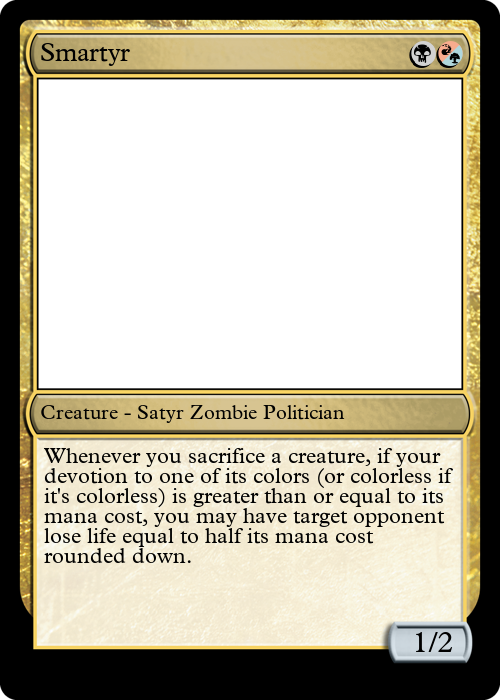 Smartyr
Creature - Satyr Zombie Politician
Whenever you sacrifice a creature, if your
devotion to one of its colors (or colorless if
it's colorless) is greater than or equal to its
mana cost, you may have target opponent
lose life equal to half its mana cost
rounded down.
1/2